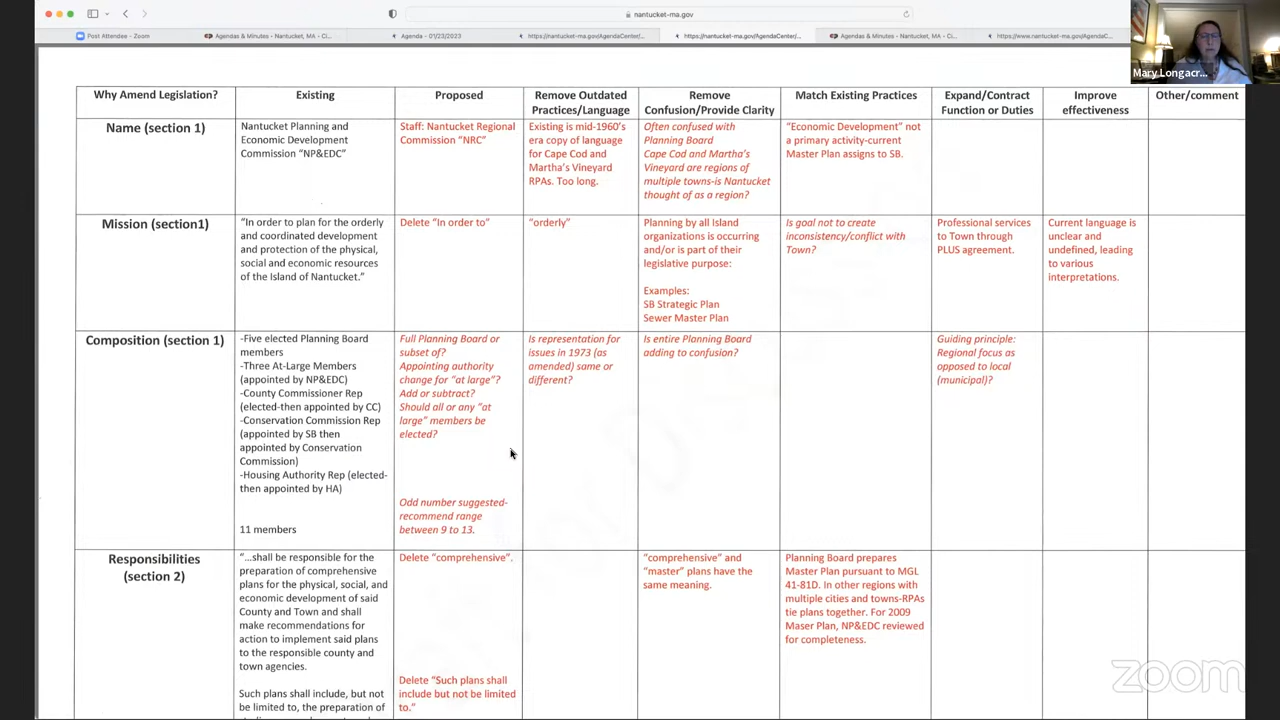 nantucket-ma.gov
Post Attendee - Zoom
Agendas & Minutes • Nantucket, MA • Ci...
Agenda - 01/23/2023
https://nantucket-ma.gov/AgendaCenter/...
https://nantucket-ma.gov/AgendaCenter/...
Agendas & Minutes • Nantucket, MA • Ci...
https://www.nantucket-ma.gov/AgendaC...
Mary Longacr...
Why Amend Legislation?
Existing
Proposed
Remove Outdated
Practices/Language
Remove
Confusion/Provide Clarity
Match Existing Practices
Expand/Contract
Function or Duties
Improve
effectiveness
Other/comment
Name (section 1)
Nantucket Planning and
Economic Development
Commission "NP&EDC"
Staff: Nantucket Regional
Commission "NRC"
Existing is mid-1960's
era copy of language
for Cape Cod and
Martha's Vineyard
RPAs. Too long.
Often confused with
Planning Board
Cape Cod and Martha's
Vineyard are regions of
multiple towns-is Nantucket
thought of as a region?
"Economic Development" not
a primary activity-current
Master Plan assigns to SB.
Mission (section1)
"In order to plan for the orderly
and coordinated development
and protection of the physical,
social and economic resources
of the Island of Nantucket."
Delete "In order to"
"orderly"
Planning by all Island
organizations is occurring
and/or is part of their
legislative purpose:
Examples:
SB Strategic Plan
Sewer Master Plan
Is goal not to create
inconsistency/conflict with
Town?
Professional services
to Town through
PLUS agreement.
Current language is
unclear and
undefined, leading
to various
interpretations.
Composition (section 1)
-Five elected Planning Board
members
-Three At-Large Members
(appointed by NP&EDC)
-County Commissioner Rep
(elected-then appointed by CC)
-Conservation Commission Rep
(appointed by SB then
appointed by Conservation
Commission)
-Housing Authority Rep (elected-
then appointed by HA)
11 members
Full Planning Board or
subset of?
Appointing authority
change for "at large"?
Add or subtract?
Should all or any "at
large" members be
elected?
Odd number suggested-
recommend range
between 9 to 13.
Is representation for
issues in 1973 (as
amended) same or
different?
Is entire Planning Board
adding to confusion?
Guiding principle:
Regional focus as
opposed to local
(municipal)?
Responsibilities
(section 2)
"...shall be responsible for the
preparation of comprehensive
plans for the physical, social, and
economic development of said
County and Town and shall
make recommendations for
action to implement said plans
to the responsible county and
town agencies.
Such plans shall include, but not
be limited to, the preparation of
Delete "comprehensive".
Delete "Such plans shall
include but not be limited
to."
"comprehensive" and
"master" plans have the
same meaning.
Planning Board prepares
Master Plan pursuant to MGL
41-81D. In other regions with
multiple cities and towns-RPAs
tie plans together. For 2009
Maser Plan, NP&EDC reviewed
for completeness.
zoom